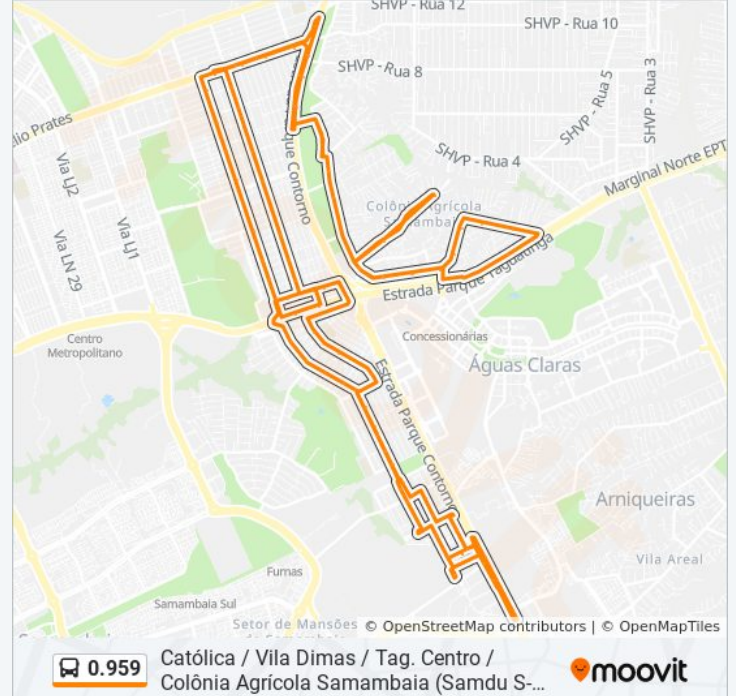 SHVP - Rua 12
SHVP - Rua 10
SHVP - Rua 8
SHVP - Rua 5
SHVP - Rua 3
lio Prates
SHVP - Rua 4
Marginal Norte EPT
Via LJ2
que Contorno
Colônia Agrícola
Samambaia
Via LJ1
Via LN 29
Estrada Parque Taguatinga
Centro
Metropolitano
Concessionárias
Águas Claras
Estrada Parque Contorno
Arniqueiras
Vila Areal
Furnas
Samambaia Sul
Setor de Mansões
© OpenStreetMap contributors | © OpenMapTiles
0.959
Católica / Vila Dimas / Tag. Centro /
Colônia Agrícola Samambaia (Samdu S-...
moovit